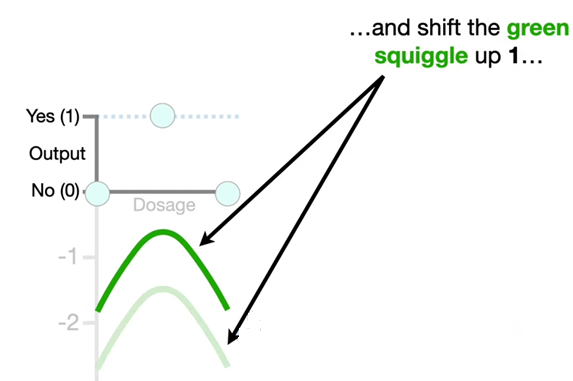 …and shift the green
squiggle up 1…
Yes (1)
Output
No (0)
Dosage
-1
-2